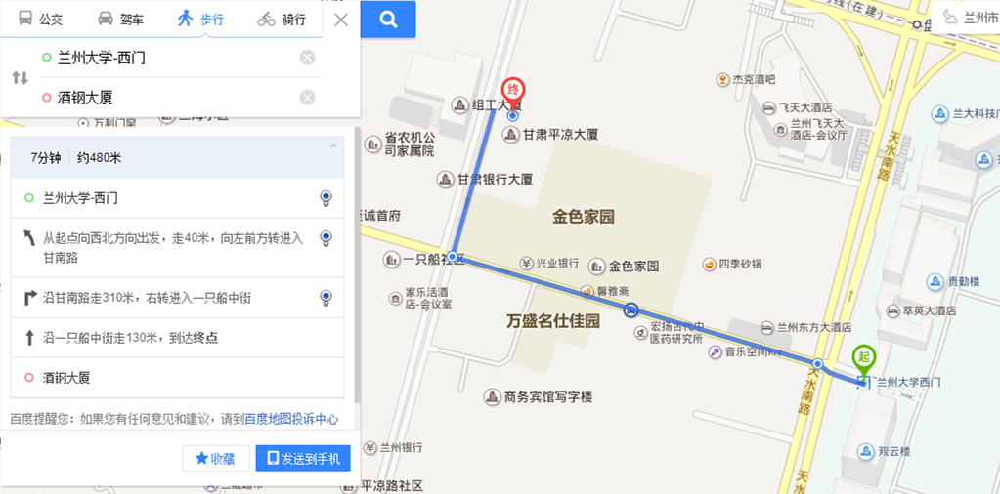 公交
驾车
步行
骑行
兰州大学-西门
酒钢大厦
7分钟 约480米
兰州大学-西门
从起点向西北方向出发，走40米，向左前方转进入
甘南路
沿甘南路走310米，右转进入一只船中街
沿一只船中街走130米，到达终点
酒钢大厦
百度提醒您：如果您有任何意见和建议，请到百度地图投诉中心
收藏
发送到手机
万利门窗
终
组工大厦
甘肃平凉大厦
省农机公
司家属院
甘肃银行大厦
诚首府
金色家园
一只船社区
兴业银行
金色家园
四季砂锅
馨雅斋
家乐活酒
店-会议室
万盛名仕佳园
宏扬古代中
医药研究所
音乐空间ktv
兰州东方大酒店
商务宾馆写字楼
兰州银行
平凉路社区
杰克酒吧
飞天大酒店
兰州飞天大
酒店-会议厅
天水南路
兰州市
兰大科技广
贵勤楼
萃英大酒店
起
兰州大学西门
天水南路
观云楼
天水